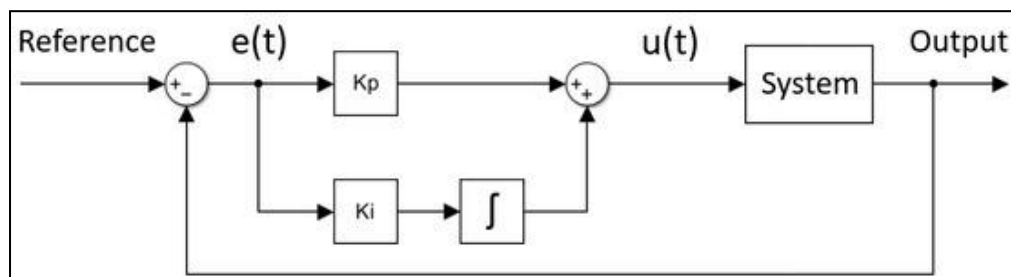 Reference
e(t)
Kp
u(t)
System
Output
Ki
∫